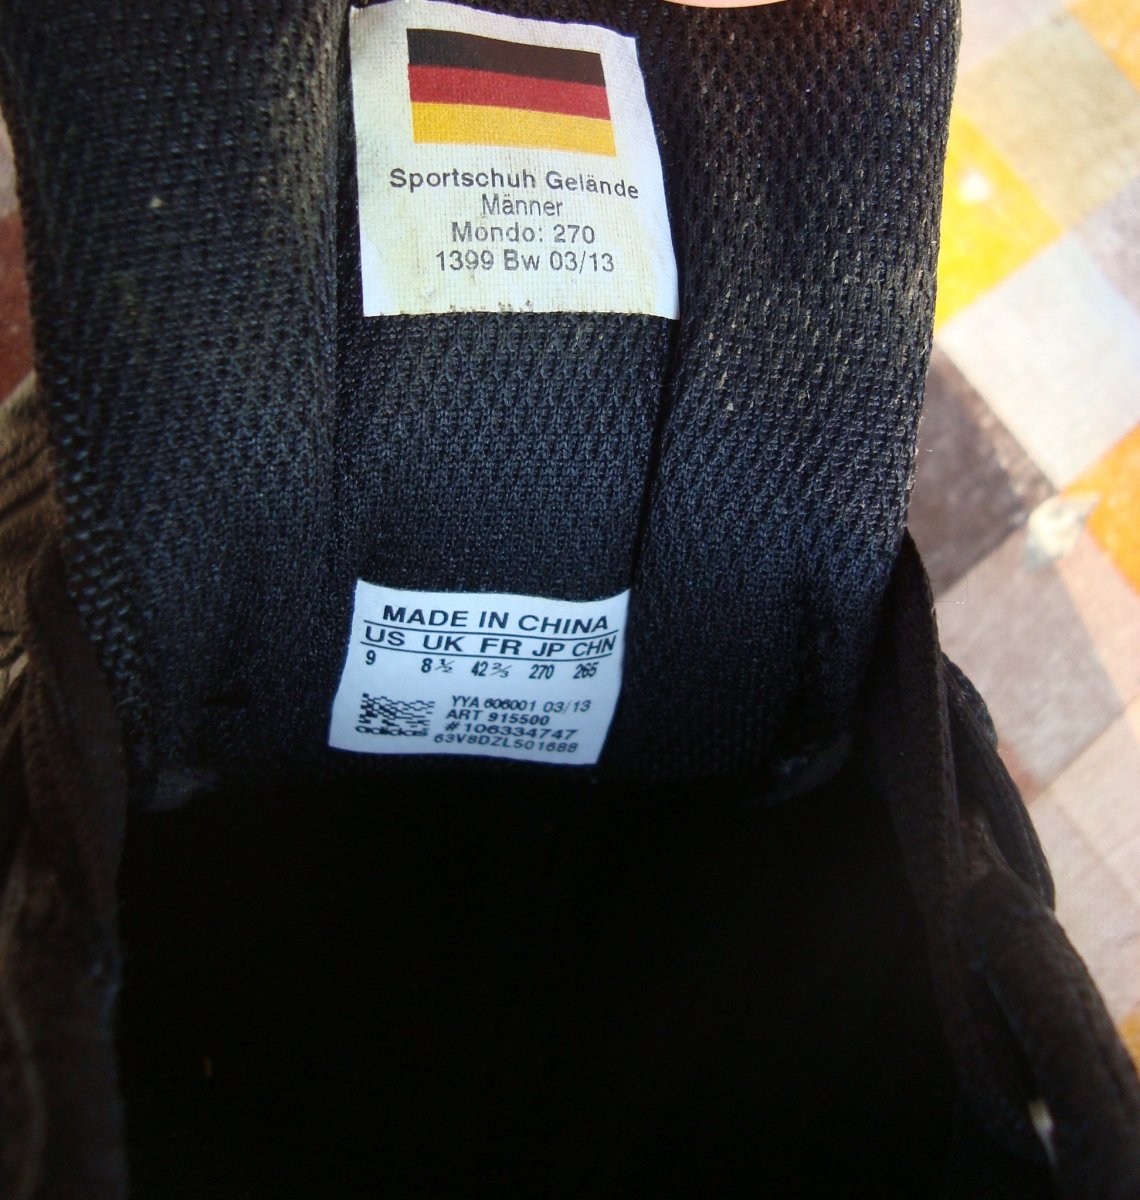 Sportschuh Gelände
Männer
Mondo: 270
1399 Bw 03/13
MADE IN CHINA
US UK FR JP CHN
9 8½ 42⅔ 270 265
YYA 606001 03/13
ART 915500
adidas #106334747
63V8DZL501688